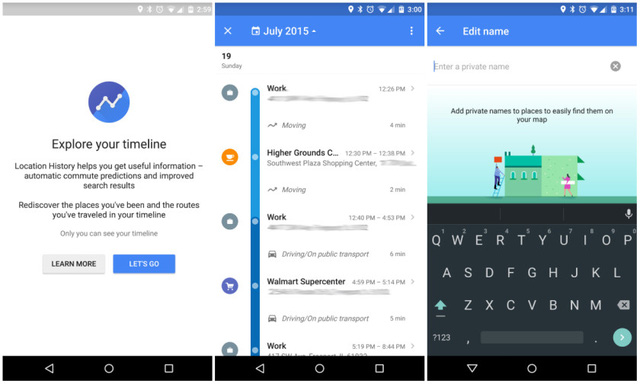 2:59
Explore your timeline
Location History helps you get useful information –
automatic commute predictions and improved
search results
Rediscover the places you've been and the routes
you've traveled in your timeline
Only you can see your timeline
LEARN MORE
LET'S GO
3:00
July 2015
19
Sunday
Work
12:26 PM
Moving
4 min
Higher Grounds C...
12:30 PM – 12:38 PM
Southwest Plaza Shopping Center,
Moving
2 min
Work
12:40 PM – 4:53 PM
Driving/On public transport
6 min
Walmart Supercenter
4:59 PM – 5:14 PM
Driving/On public transport
5 min
Work
5:19 PM – 8:44 PM
3:11
Edit name
Enter a private name
Add private names to places to easily find them on
your map
Q W E R T Y U I O P
A S D F G H J K L
Z X C V B N M
?123 , .